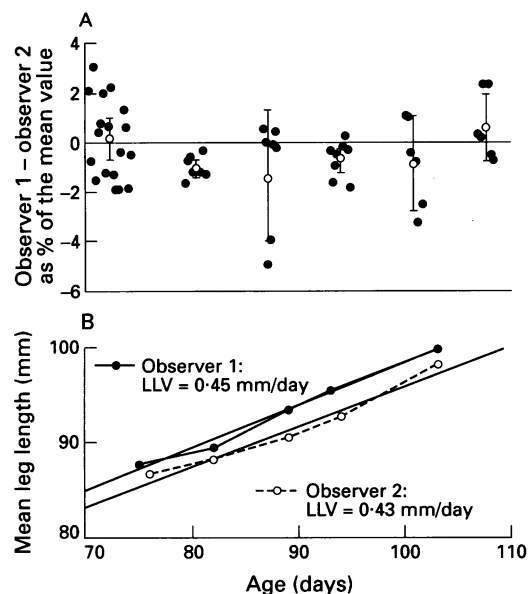 A
Observer 1 – observer 2
as % of the mean value
4
2
0
−2
−4
−6
B
Mean leg length (mm)
100
90
80
Observer 1:
LLV = 0·45 mm/day
Observer 2:
LLV = 0·43 mm/day
70
80
90
100
110
Age (days)